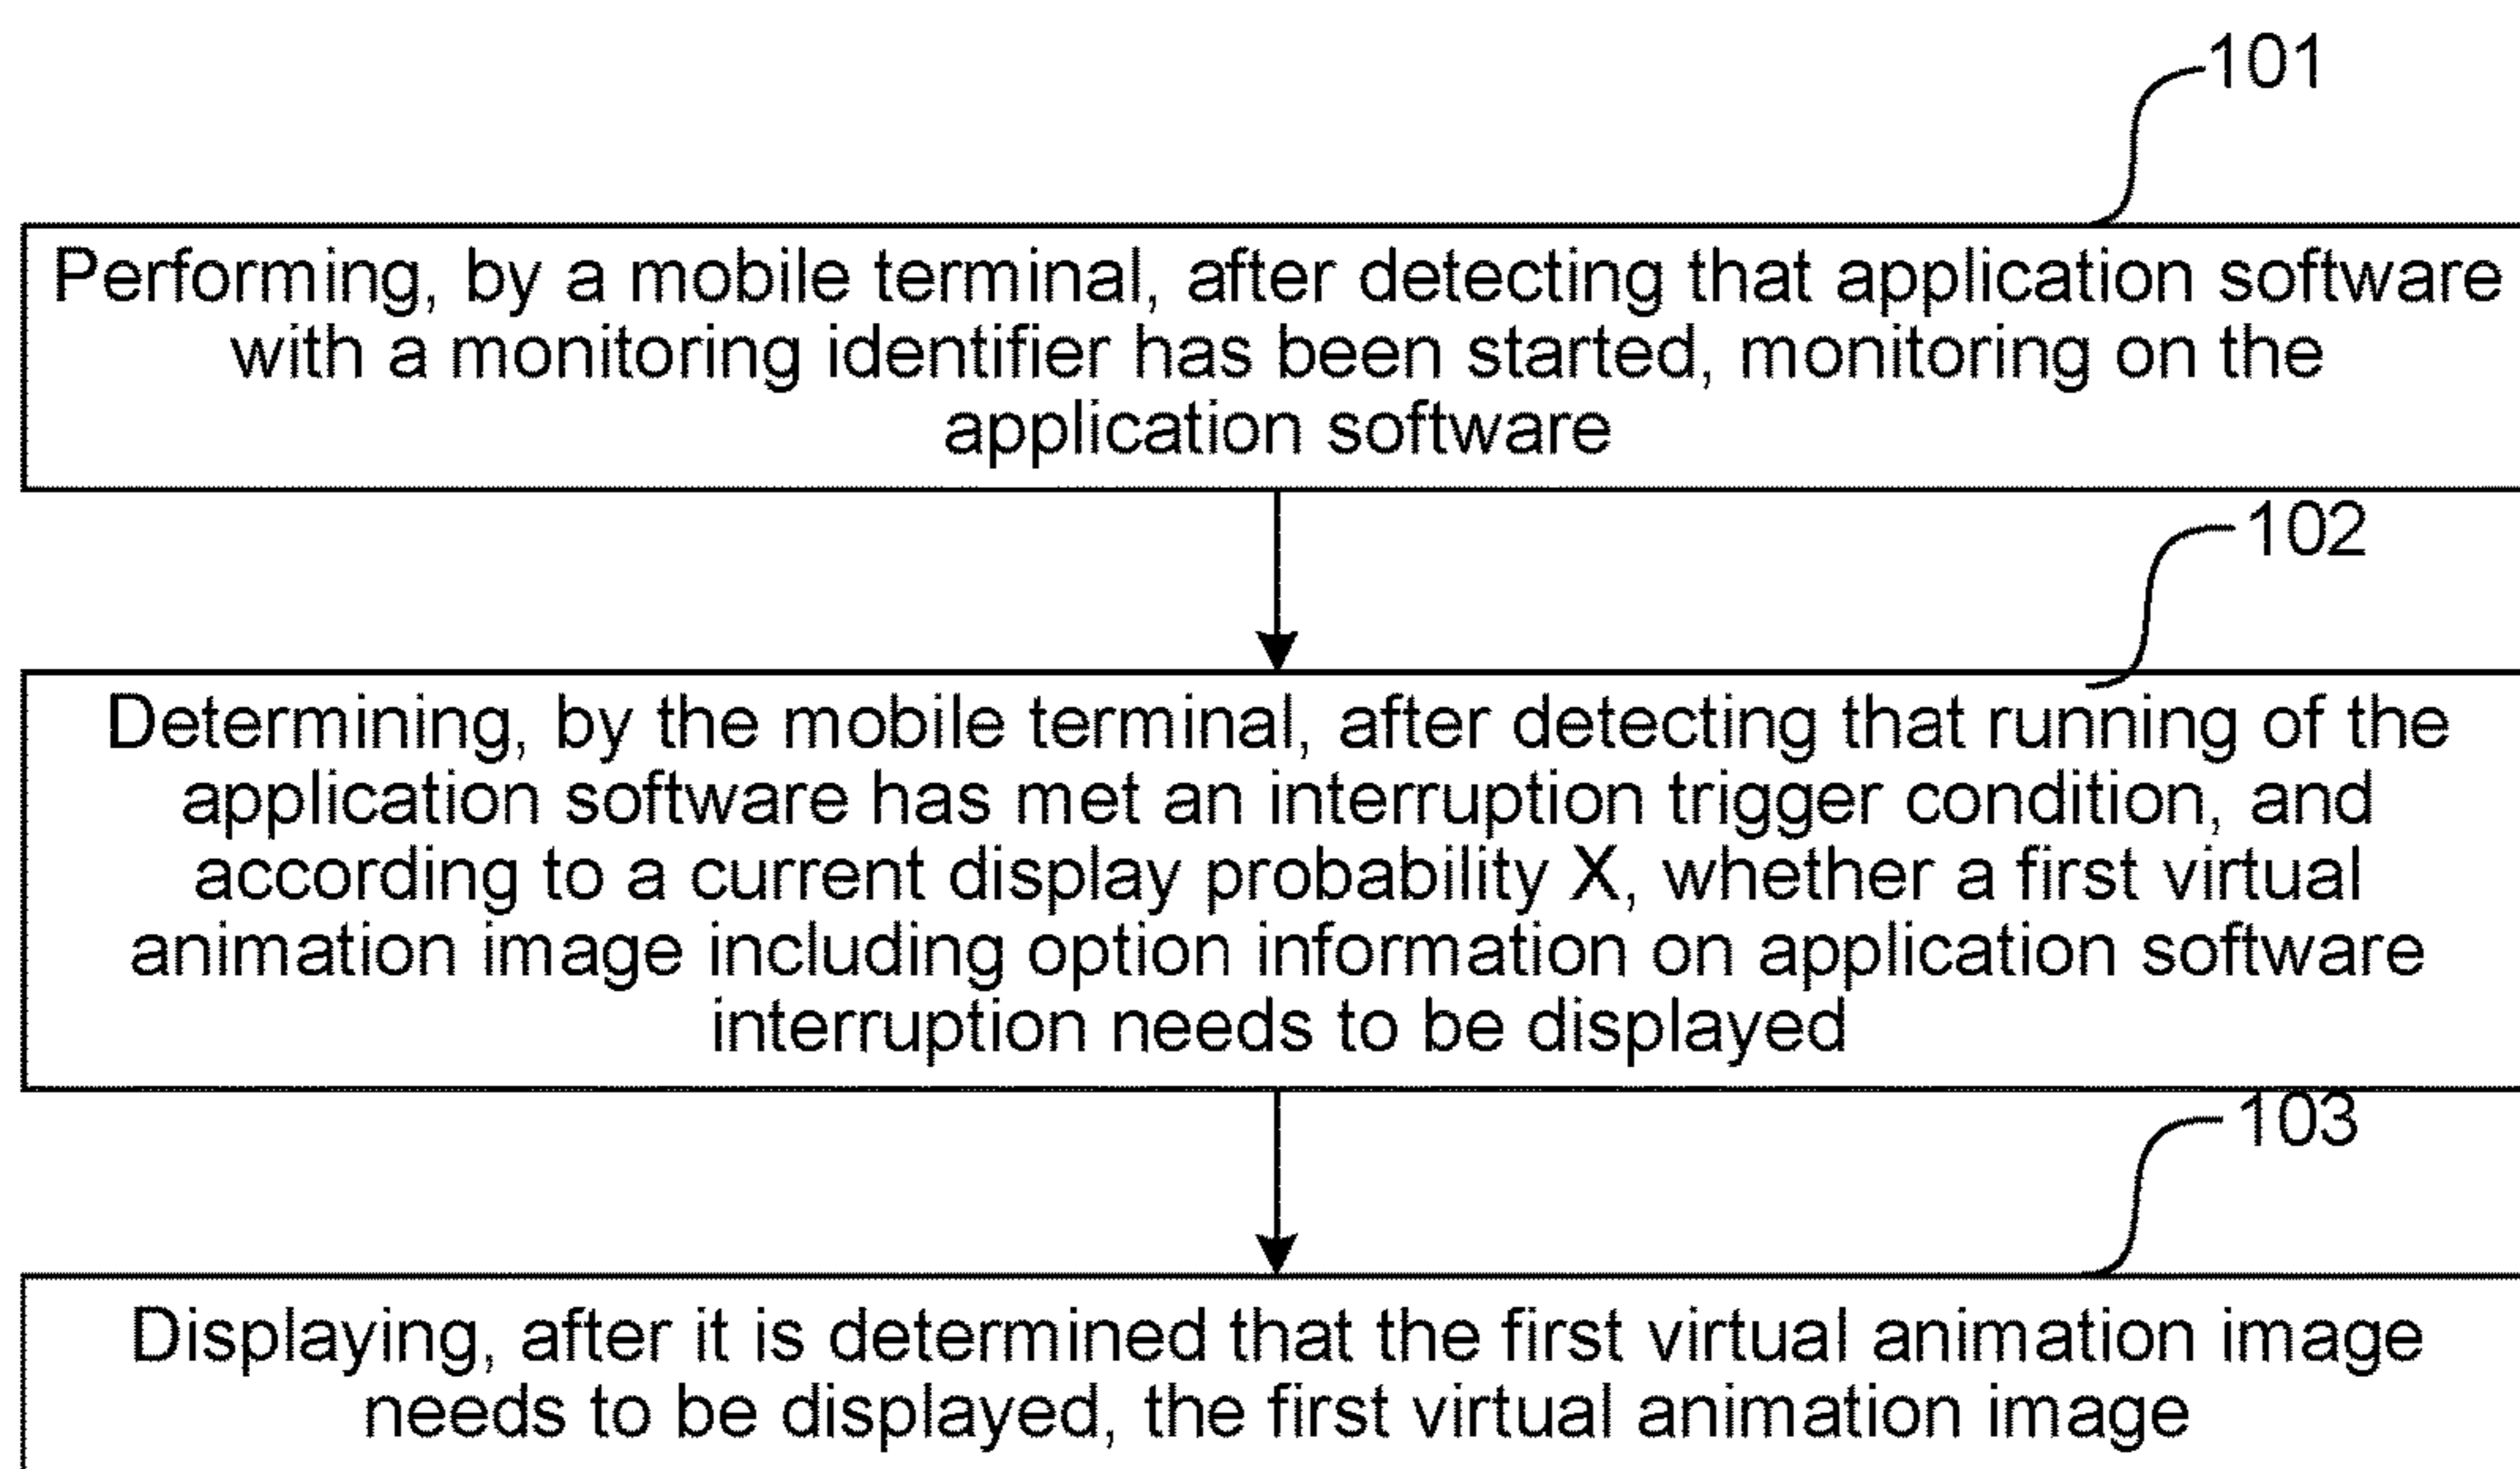 101
Performing, by a mobile terminal, after detecting that application software
with a monitoring identifier has been started, monitoring on the
application software
102
Determining, by the mobile terminal, after detecting that running of the
application software has met an interruption trigger condition, and
according to a current display probability X, whether a first virtual
animation image including option information on application software
interruption needs to be displayed
103
Displaying, after it is determined that the first virtual animation image
needs to be displayed, the first virtual animation image